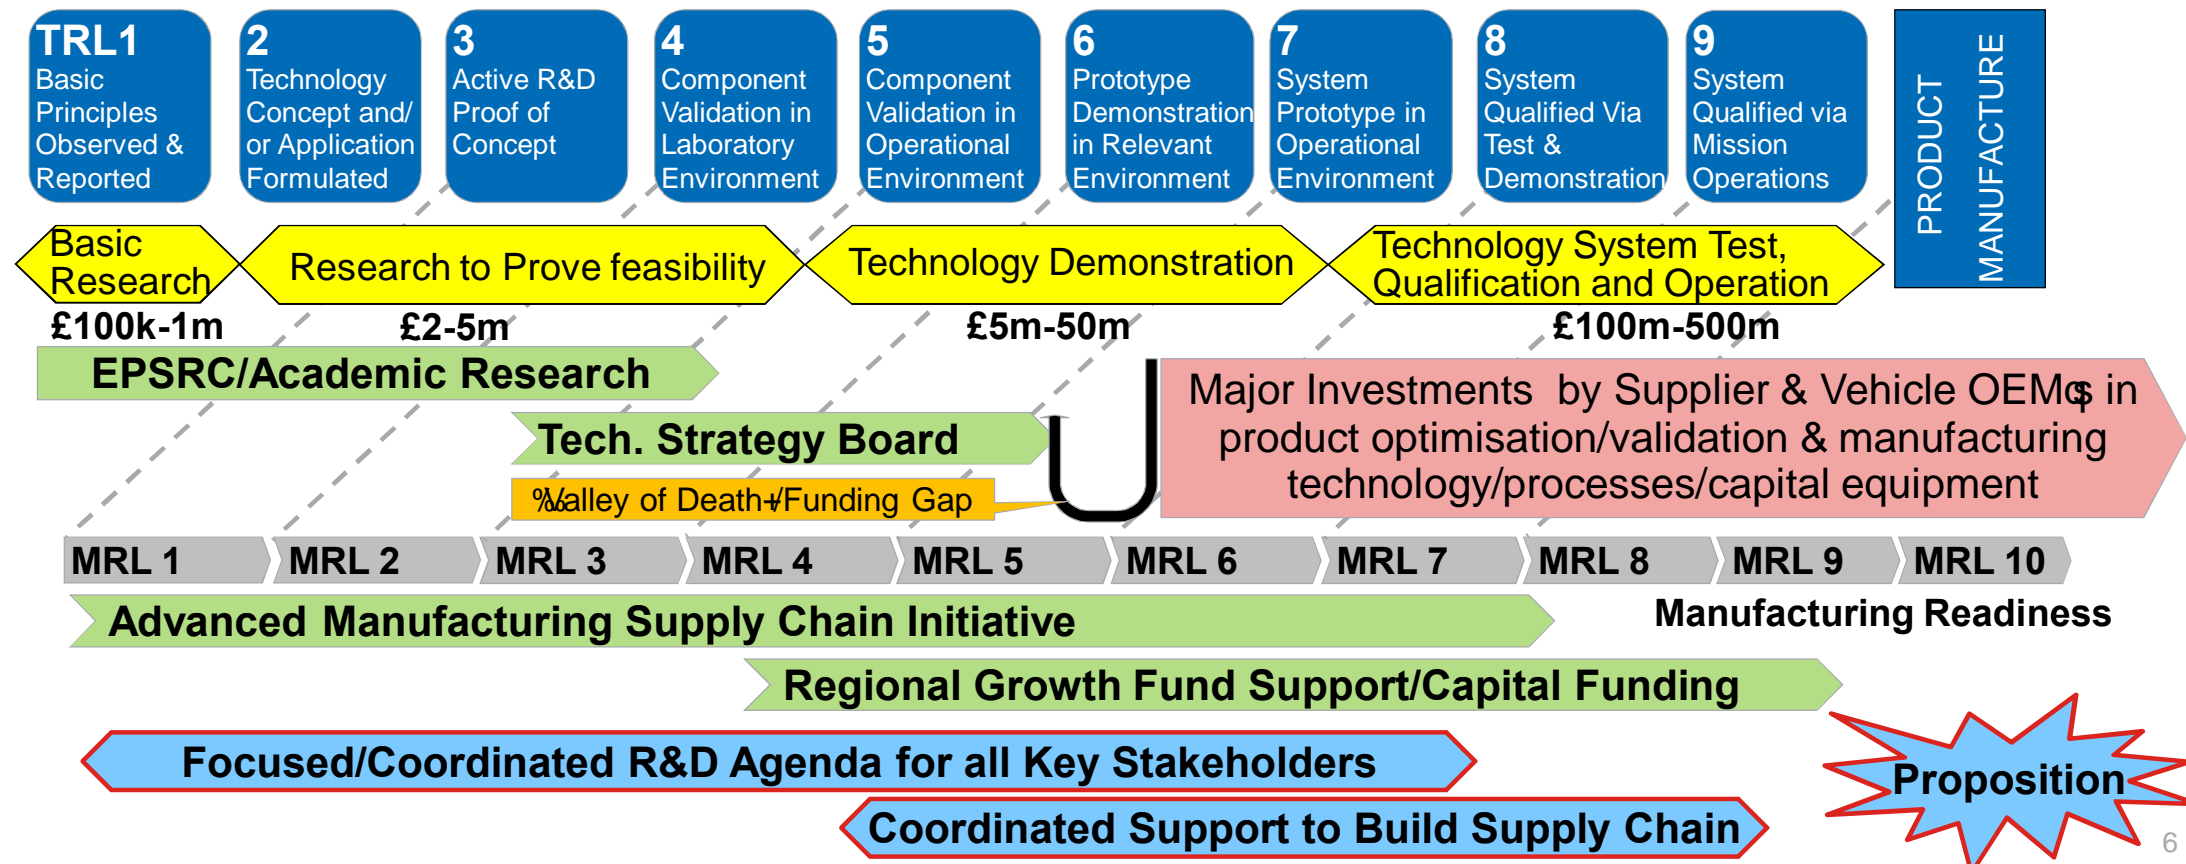 TRL1
Basic
Principles
Observed &
Reported
2
Technology
Concept and/
or Application
Formulated
3
Active R&D
Proof of
Concept
4
Component
Validation in
Laboratory
Environment
5
Component
Validation in
Operational
Environment
6
Prototype
Demonstration
in Relevant
Environment
7
System
Prototype in
Operational
Environment
8
System
Qualified Via
Test &
Demonstration
9
System
Qualified via
Mission
Operations
PRODUCT
MANUFACTURE
Basic
Research
Research to Prove feasibility
Technology Demonstration
Technology System Test,
Qualification and Operation
£100k-1m
£2-5m
£5m-50m
£100m-500m
EPSRC/Academic Research
Tech. Strategy Board
%Valley of Death+/Funding Gap
Major Investments by Supplier & Vehicle OEMqs in
product optimisation/validation & manufacturing
technology/processes/capital equipment
MRL 1
MRL 2
MRL 3
MRL 4
MRL 5
MRL 6
MRL 7
MRL 8
MRL 9
MRL 10
Advanced Manufacturing Supply Chain Initiative
Manufacturing Readiness
Regional Growth Fund Support/Capital Funding
Focused/Coordinated R&D Agenda for all Key Stakeholders
Proposition
Coordinated Support to Build Supply Chain
6